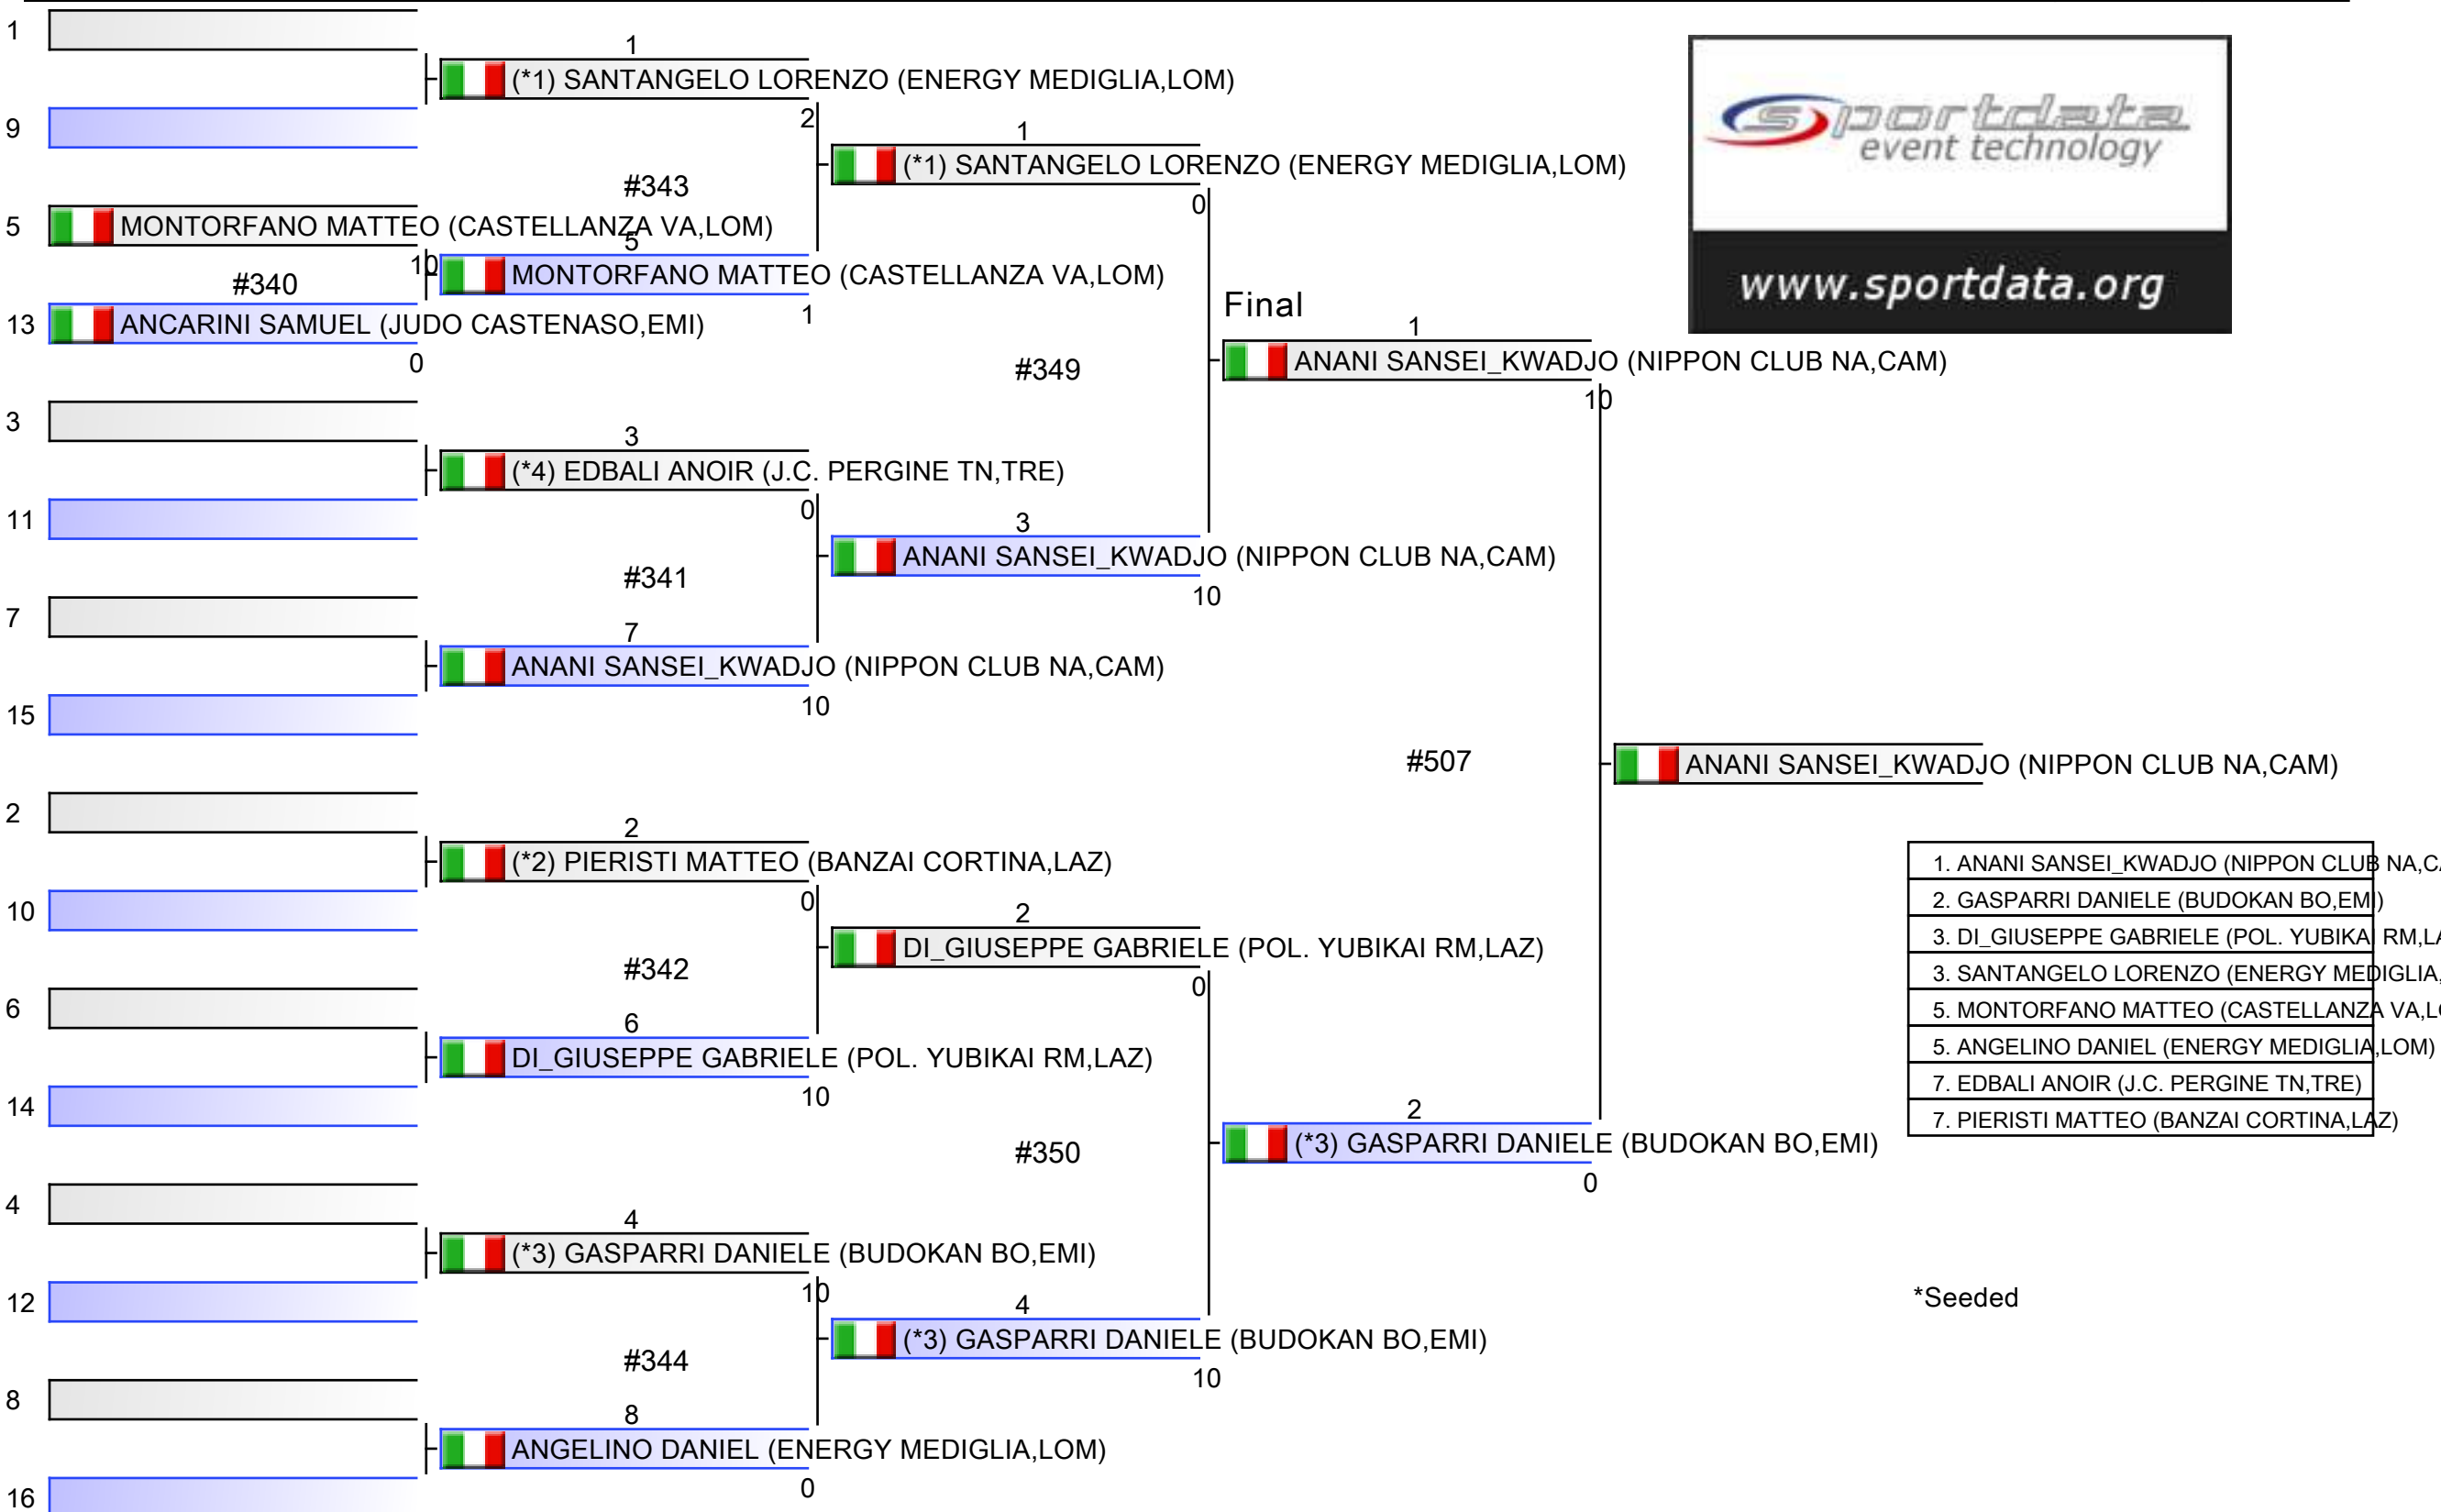 1
1
(*1) SANTANGELO LORENZO (ENERGY MEDIGLIA,LOM)
9
2
1
(*1) SANTANGELO LORENZO (ENERGY MEDIGLIA,LOM)
sportdata
event technology
www.sportdata.org
#343
0
5
MONTORFANO MATTEO (CASTELLANZA VA,LOM)
5
10
MONTORFANO MATTEO (CASTELLANZA VA,LOM)
#340
1
13
ANCARINI SAMUEL (JUDO CASTENASO,EMI)
0
Final
1
ANANI SANSEI_KWADJO (NIPPON CLUB NA,CAM)
10
#349
3
3
(*4) EDBALI ANOIR (J.C. PERGINE TN,TRE)
0
11
3
ANANI SANSEI_KWADJO (NIPPON CLUB NA,CAM)
10
#341
7
7
ANANI SANSEI_KWADJO (NIPPON CLUB NA,CAM)
10
15
#507
ANANI SANSEI_KWADJO (NIPPON CLUB NA,CAM)
2
2
(*2) PIERISTI MATTEO (BANZAI CORTINA,LAZ)
0
10
2
DI_GIUSEPPE GABRIELE (POL. YUBIKAI RM,LAZ)
0
#342
6
6
DI_GIUSEPPE GABRIELE (POL. YUBIKAI RM,LAZ)
10
14
#350
2
(*3) GASPARRI DANIELE (BUDOKAN BO,EMI)
0
1. ANANI SANSEI_KWADJO (NIPPON CLUB NA,CA
2. GASPARRI DANIELE (BUDOKAN BO,EMI)
3. DI_GIUSEPPE GABRIELE (POL. YUBIKAI RM,LA
3. SANTANGELO LORENZO (ENERGY MEDIGLIA,
5. MONTORFANO MATTEO (CASTELLANZA VA,LO
5. ANGELINO DANIEL (ENERGY MEDIGLIA,LOM)
7. EDBALI ANOIR (J.C. PERGINE TN,TRE)
7. PIERISTI MATTEO (BANZAI CORTINA,LAZ)
4
4
(*3) GASPARRI DANIELE (BUDOKAN BO,EMI)
10
12
4
(*3) GASPARRI DANIELE (BUDOKAN BO,EMI)
10
*Seeded
#344
8
8
ANGELINO DANIEL (ENERGY MEDIGLIA,LOM)
0
16